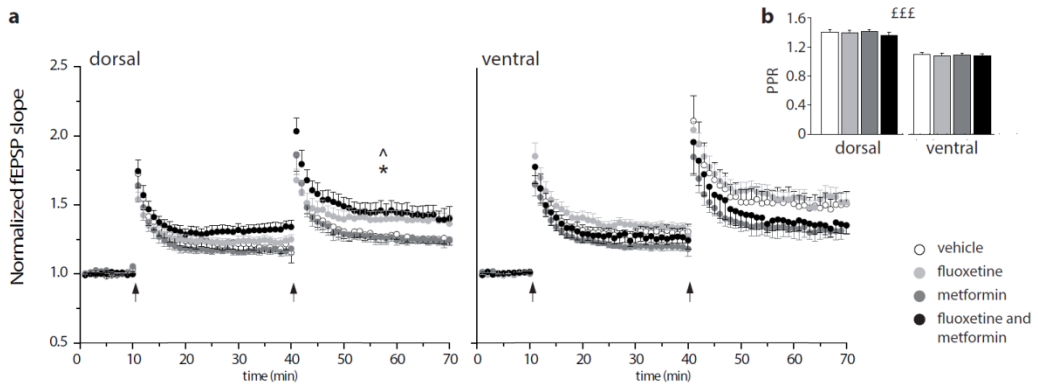 a
b
£££
dorsal
ventral
Normalized fEPSP slope
2.5
2.0
1.5
1.0
0.5
^
*
0 10 20 30 40 50 60 70
time (min)
0 10 20 30 40 50 60 70
time (min)
PPR
1.6
1.2
0.8
0.4
0
dorsal ventral
vehicle
fluoxetine
metformin
fluoxetine and
metformin